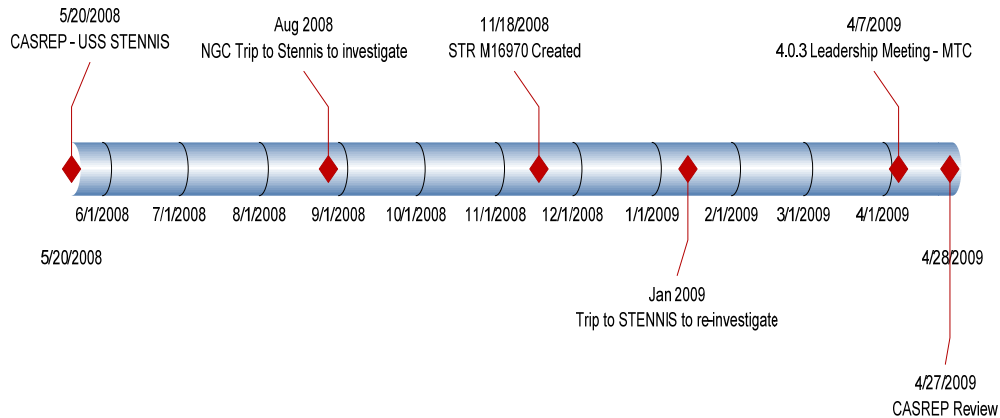 5/20/2008
CASREP - USS STENNIS
Aug 2008
NGC Trip to Stennis to investigate
11/18/2008
STR M16970 Created
4/7/2009
4.0.3 Leadership Meeting - MTC
6/1/2008
7/1/2008
8/1/2008
9/1/2008
10/1/2008
11/1/2008
12/1/2008
1/1/2009
2/1/2009
3/1/2009
4/1/2009
5/20/2008
4/28/2009
Jan 2009
Trip to STENNIS to re-investigate
4/27/2009
CASREP Review